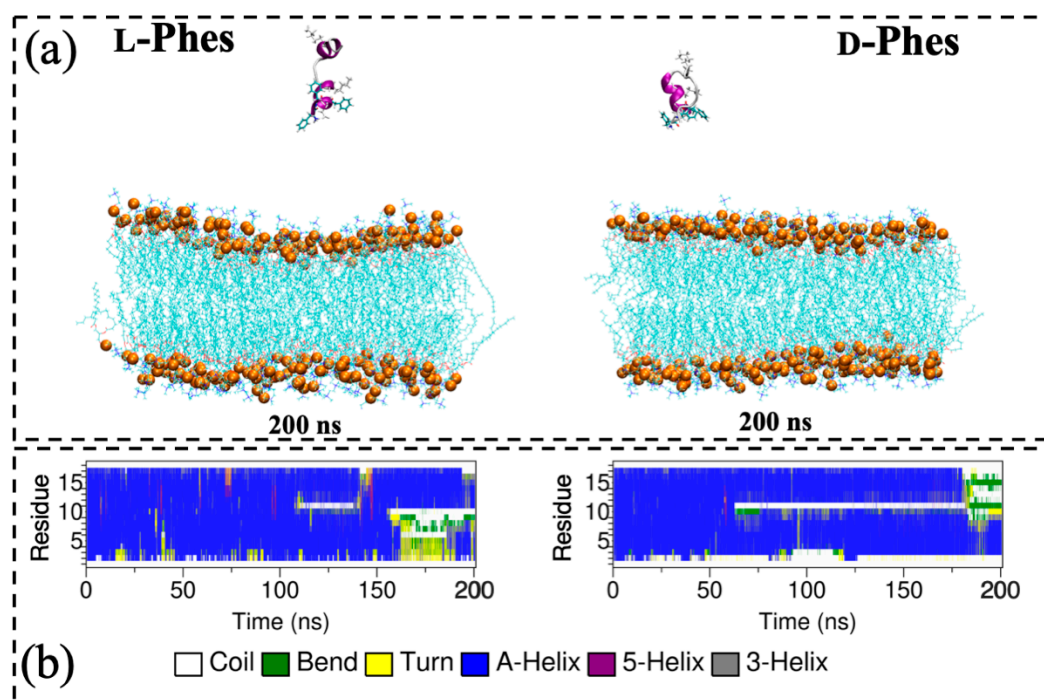 (a) L-Phes D-Phes
200 ns 200 ns
Residue 15 10 5
0 50 100 150 200
Time (ns)
Residue 15 10 5
0 50 100 150 200
Time (ns)
(b) Coil Bend Turn A-Helix 5-Helix 3-Helix